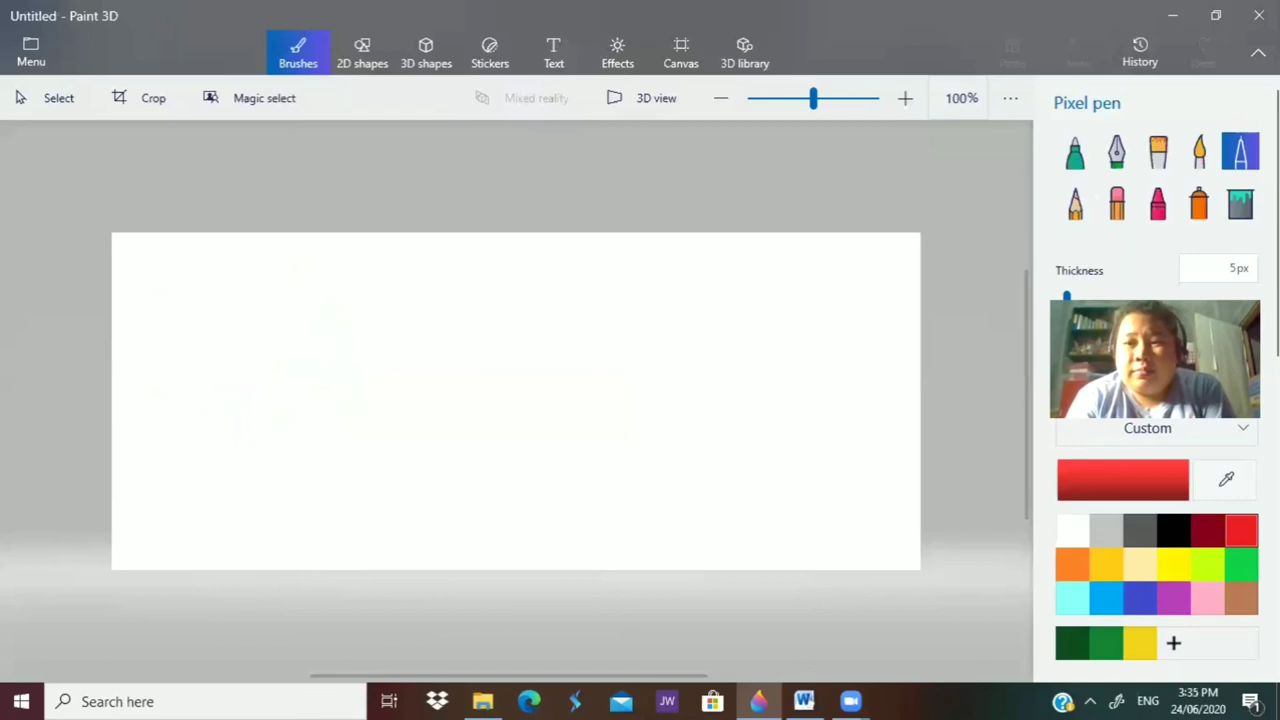 Untitled - Paint 3D
Menu
Brushes
2D shapes
3D shapes
Stickers
Text
Effects
Canvas
3D library
History
Select
Crop
Magic select
Mixed reality
3D view
100%
Pixel pen
Thickness
5px
Custom
Search here
JW
W
ENG
3:35 PM
24/06/2020
1